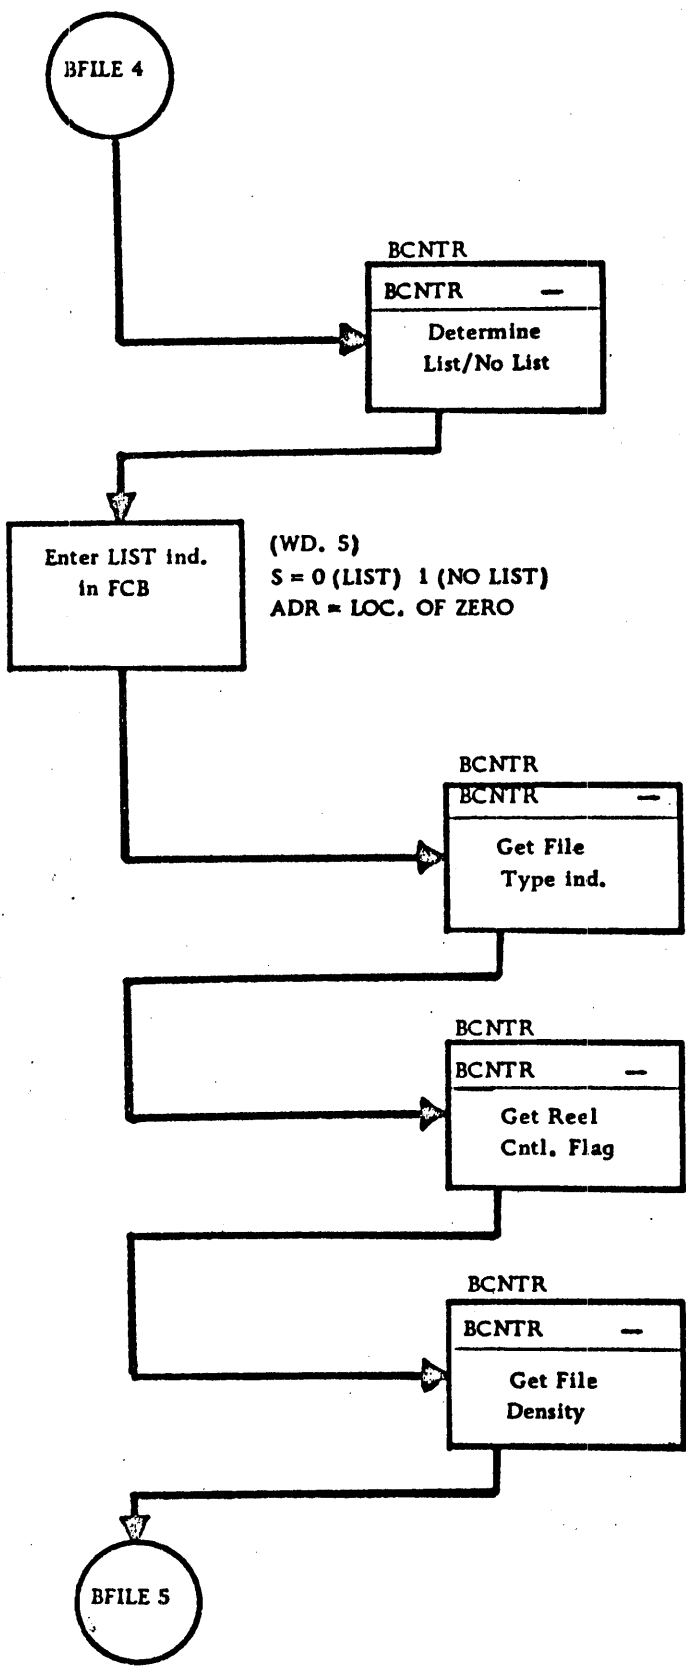 BFILE 4
BCNTR
BCNTR —
Determine
List/No List
Enter LIST ind.
in FCB
(WD. 5)
S = 0 (LIST) 1 (NO LIST)
ADR = LOC. OF ZERO
BCNTR
BCNTR —
Get File
Type ind.
BCNTR
BCNTR —
Get Reel
Cntl. Flag
BCNTR
BCNTR —
Get File
Density
BFILE 5